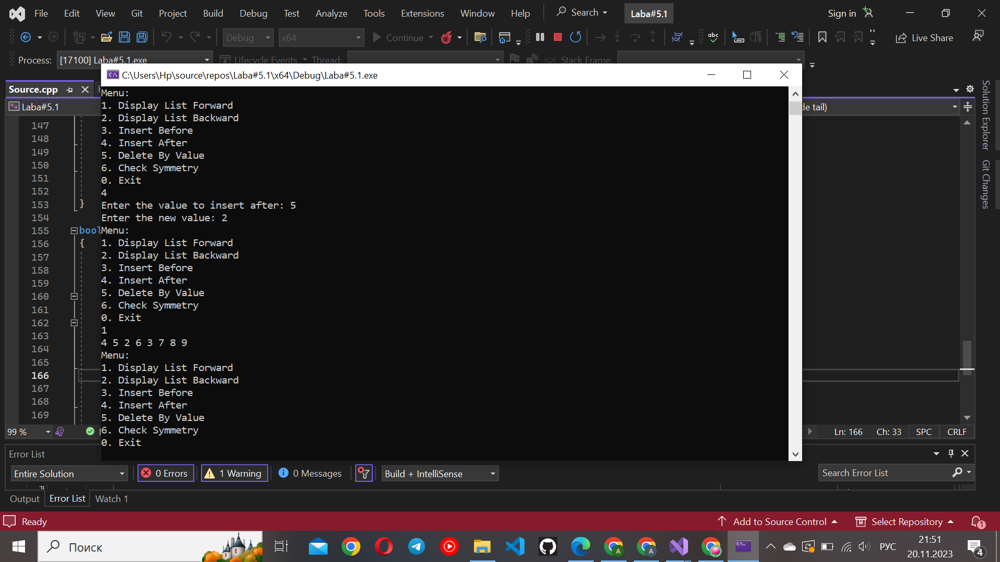 File Edit View Git Project Build Debug Test Analyze Tools Extensions Window Help Search Laba#5.1 Sign in
Debug x64 Continue Live Share
Process: [17100] Laba#5.1.exe Lifecycle Events Thread: Stack Frame:
C:\Users\Hp\source\repos\Laba#5.1\x64\Debug\Laba#5.1.exe
Source.cpp
Laba#5.1
de tail)
Solution Explorer
Git Changes
147
148
149
150
151
152
153 }
154
155 bool
156 {
157
158
159
160
161
162
163
164
165
166
167
168
169
Menu:
1. Display List Forward
2. Display List Backward
3. Insert Before
4. Insert After
5. Delete By Value
6. Check Symmetry
0. Exit
4
Enter the value to insert after: 5
Enter the new value: 2
Menu:
1. Display List Forward
2. Display List Backward
3. Insert Before
4. Insert After
5. Delete By Value
6. Check Symmetry
0. Exit
1
4 5 2 6 3 7 8 9
Menu:
1. Display List Forward
2. Display List Backward
3. Insert Before
4. Insert After
5. Delete By Value
6. Check Symmetry
0. Exit
99 % Ln: 166 Ch: 33 SPC CRLF
Error List
Entire Solution 0 Errors 1 Warning 0 Messages Build + IntelliSense Search Error List
Output Error List Watch 1
Ready Add to Source Control Select Repository 1
Поиск РУС 21:51
20.11.2023 4